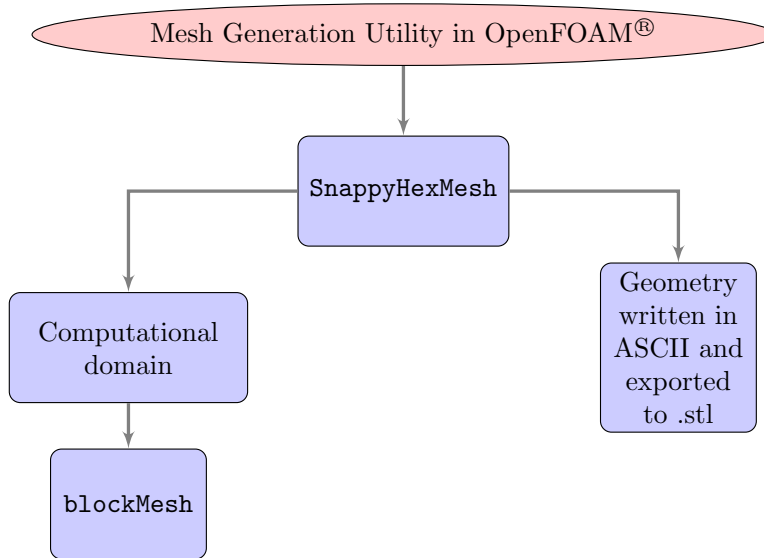 Mesh Generation Utility in OpenFOAM®
SnappyHexMesh
Computational
domain
Geometry
written in
ASCII and
exported
to .stl
blockMesh